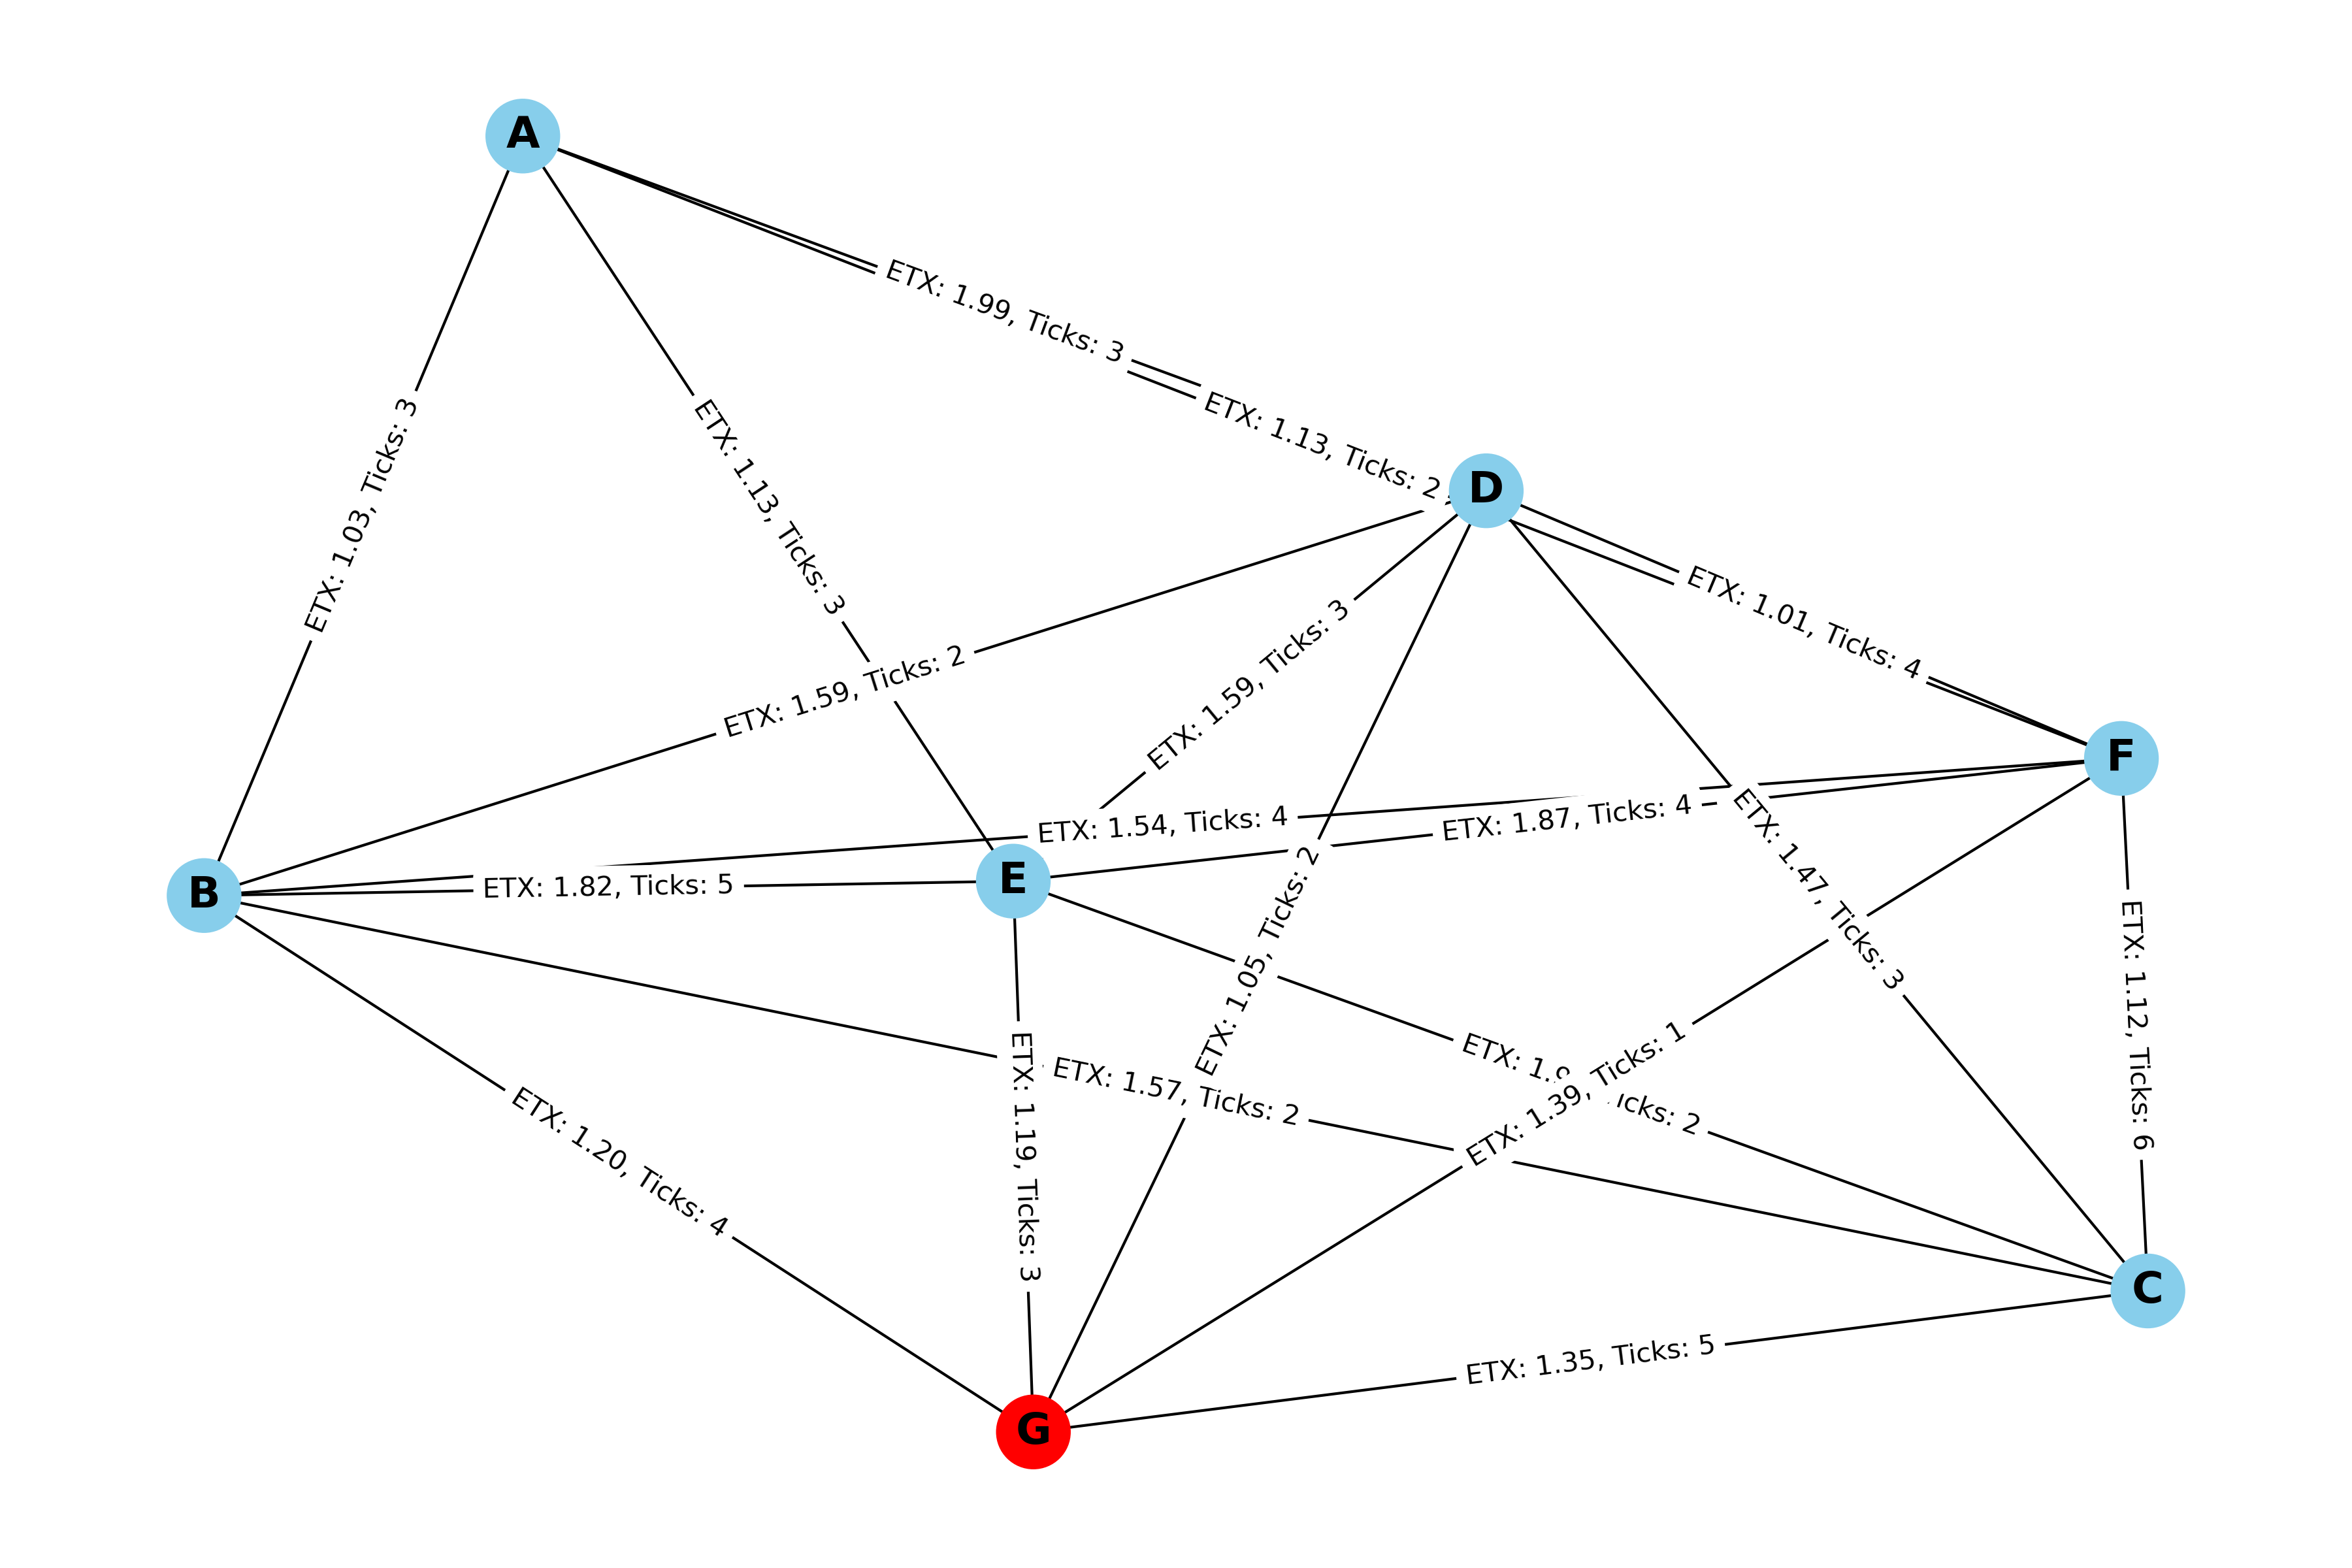 A
ETX: 1.99, Ticks: 3
ETX: 1.03, Ticks: 3
ETX: 1.13, Ticks: 3
ETX: 1.13, Ticks: 2
D
ETX: 1.01, Ticks: 4
ETX: 1.59, Ticks: 2
ETX: 1.59, Ticks: 3
F
ETX: 1.54, Ticks: 4
ETX: 1.87, Ticks: 4
ETX: 1.47, Ticks: 3
B
ETX: 1.82, Ticks: 5
E
ETX: 1.05, Ticks: 2
ETX: 1.12, Ticks: 6
ETX: Ticks: 2
ETX: 1.39, Ticks: 1
ETX: 1.57, Ticks: 2
ETX: 1.19, Ticks: 3
ETX: 1.20, Ticks: 4
C
ETX: 1.35, Ticks: 5
G